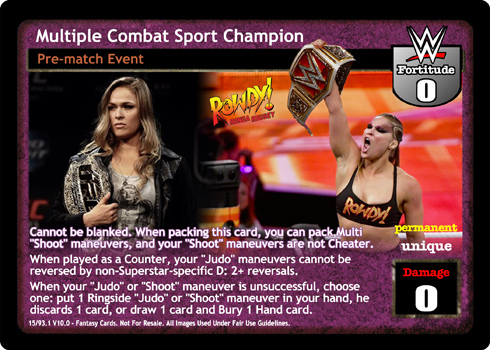 Multiple Combat Sport Champion
Pre-match Event
W
Fortitude
0
ROWDY!
RONDA ROUSEY
ROWDY!
Cannot be blanked. When packing this card, you can pack Multi
"Shoot" maneuvers, and your "Shoot" maneuvers are not Cheater.
When played as a Counter, your "Judo" maneuvers cannot be
reversed by non-Superstar-specific D: 2+ reversals.
When your "Judo" or "Shoot" maneuver is unsuccessful, choose
one: put 1 Ringside "Judo" or "Shoot" maneuver in your hand, he
discards 1 card, or draw 1 card and Bury 1 Hand card.
15/93.1 V10.0 - Fantasy Cards. Not For Resale. All Images Used Under Fair Use Guidelines.
permanent
unique
Damage
0